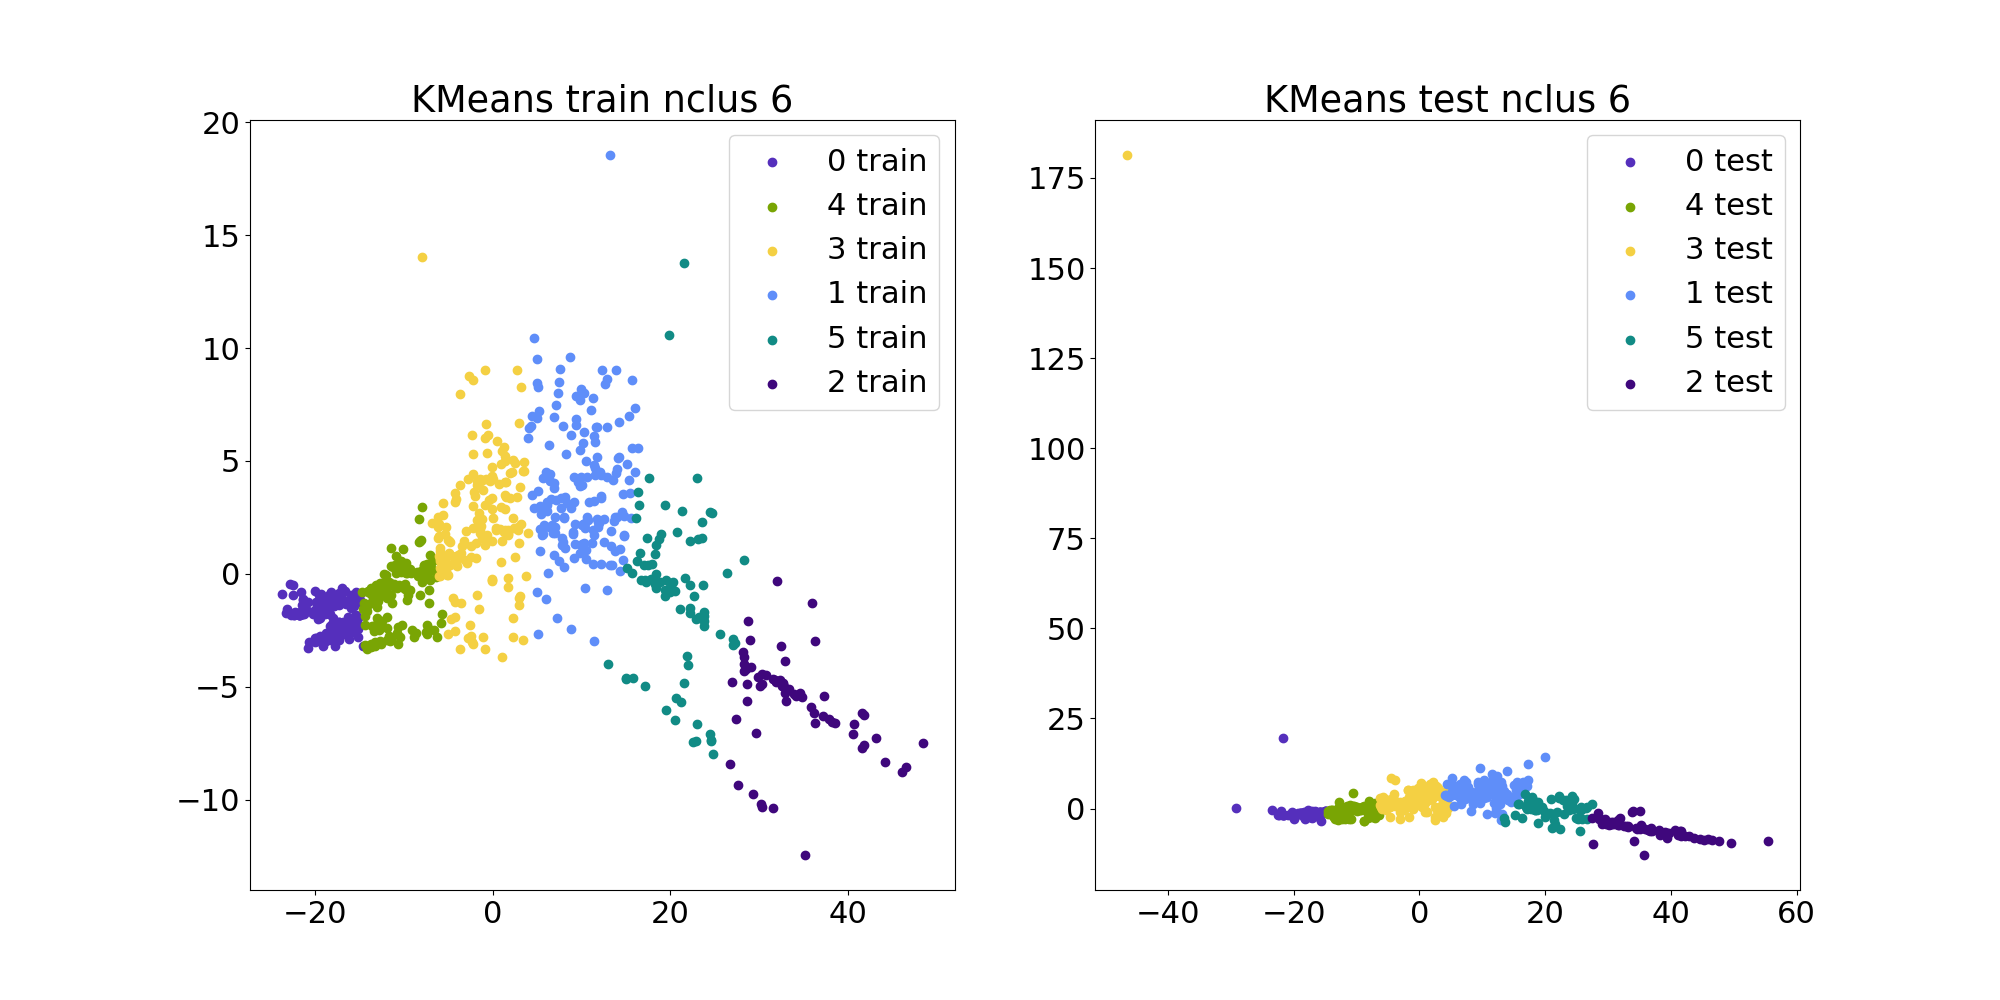 KMeans train nclus 6
20
15
10
5
0
−5
−10
−20
0
20
40
0 train
4 train
3 train
1 train
5 train
2 train
KMeans test nclus 6
175
150
125
100
75
50
25
0
−40
−20
0
20
40
60
0 test
4 test
3 test
1 test
5 test
2 test